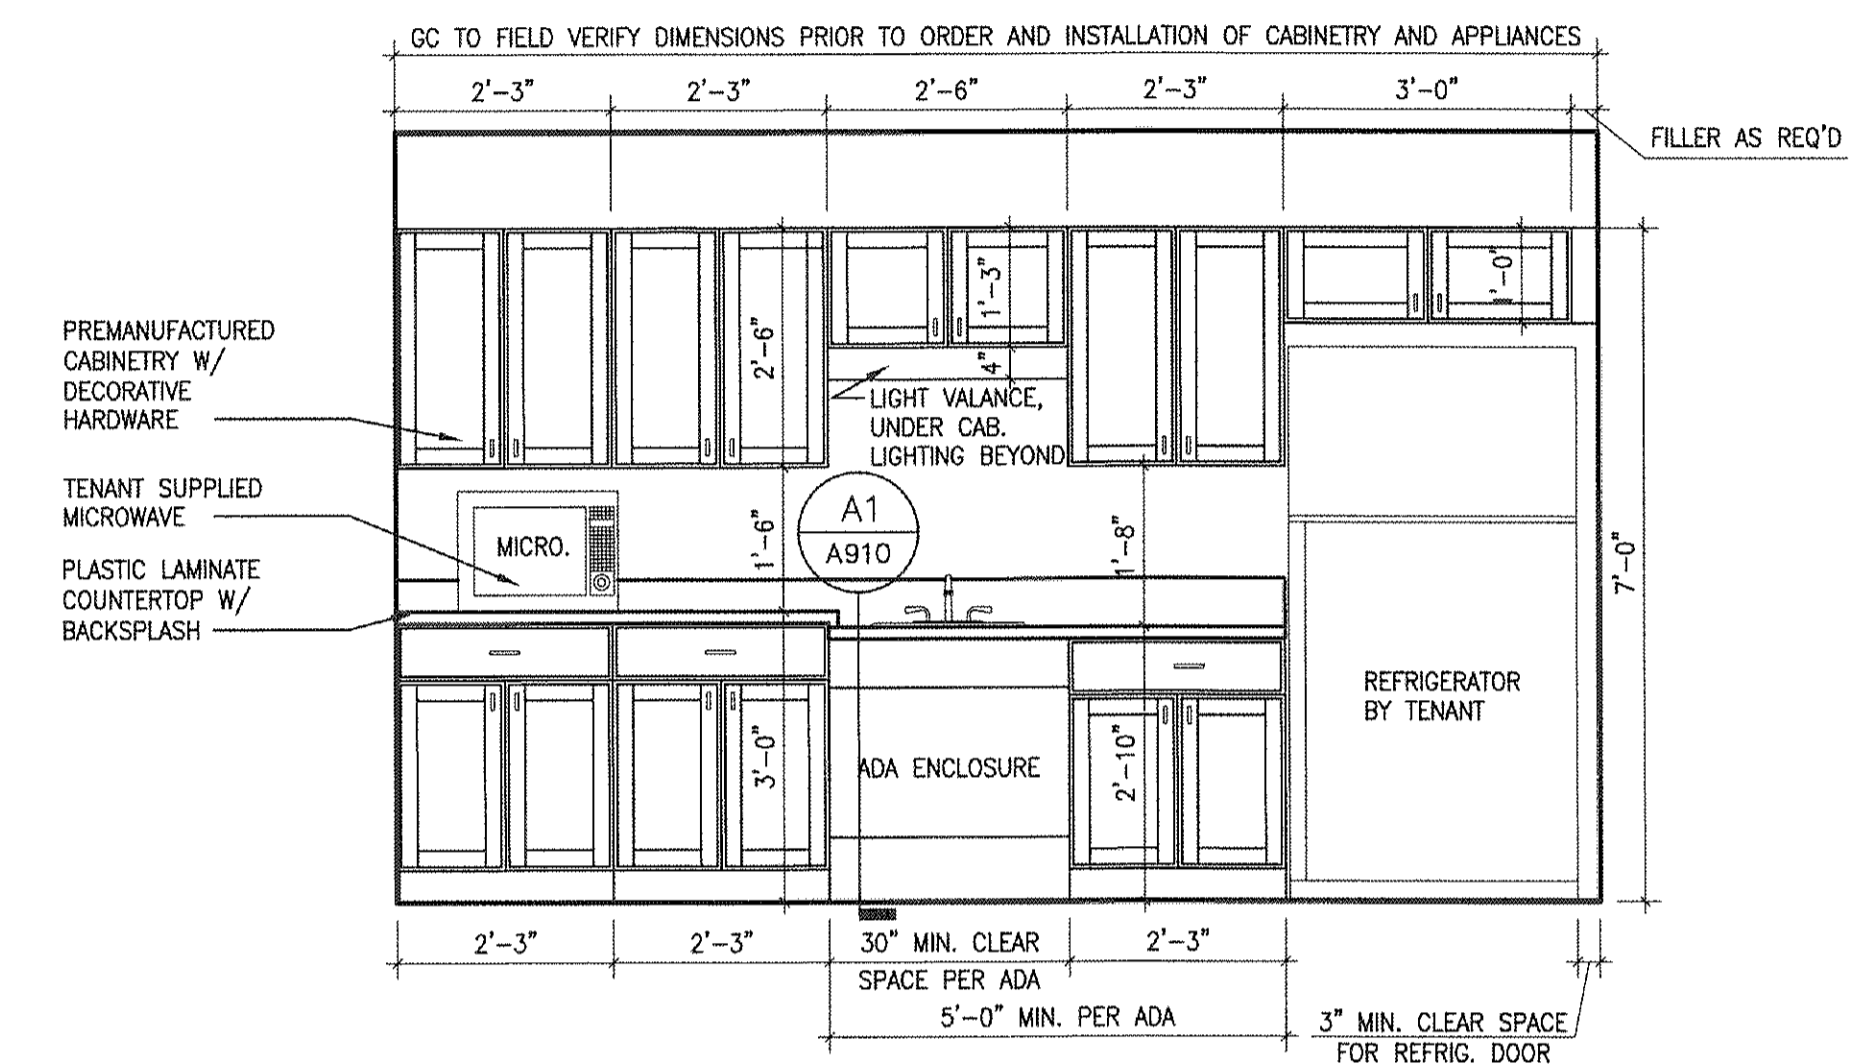 GC TO FIELD VERIFY DIMENSIONS PRIOR TO ORDER AND INSTALLATION OF CABINETRY AND APPLIANCES
2'-3" 2'-3" 2'-6" 2'-3" 3'-0"
FILLER AS REQ'D
PREMANUFACTURED
CABINETRY W/
DECORATIVE
HARDWARE
TENANT SUPPLIED
MICROWAVE
PLASTIC LAMINATE
COUNTERTOP W/
BACKSPLASH
2'-6"
1'-3"
4"
LIGHT VALANCE,
UNDER CAB.
LIGHTING BEYOND
MICRO.
1'-6"
A1
A910
1'-8"
7'-0"
3'-0"
ADA ENCLOSURE
2'-10"
REFRIGERATOR
BY TENANT
2'-3" 2'-3" 30" MIN. CLEAR 2'-3"
SPACE PER ADA
5'-0" MIN. PER ADA
3" MIN. CLEAR SPACE
FOR REFRIG. DOOR